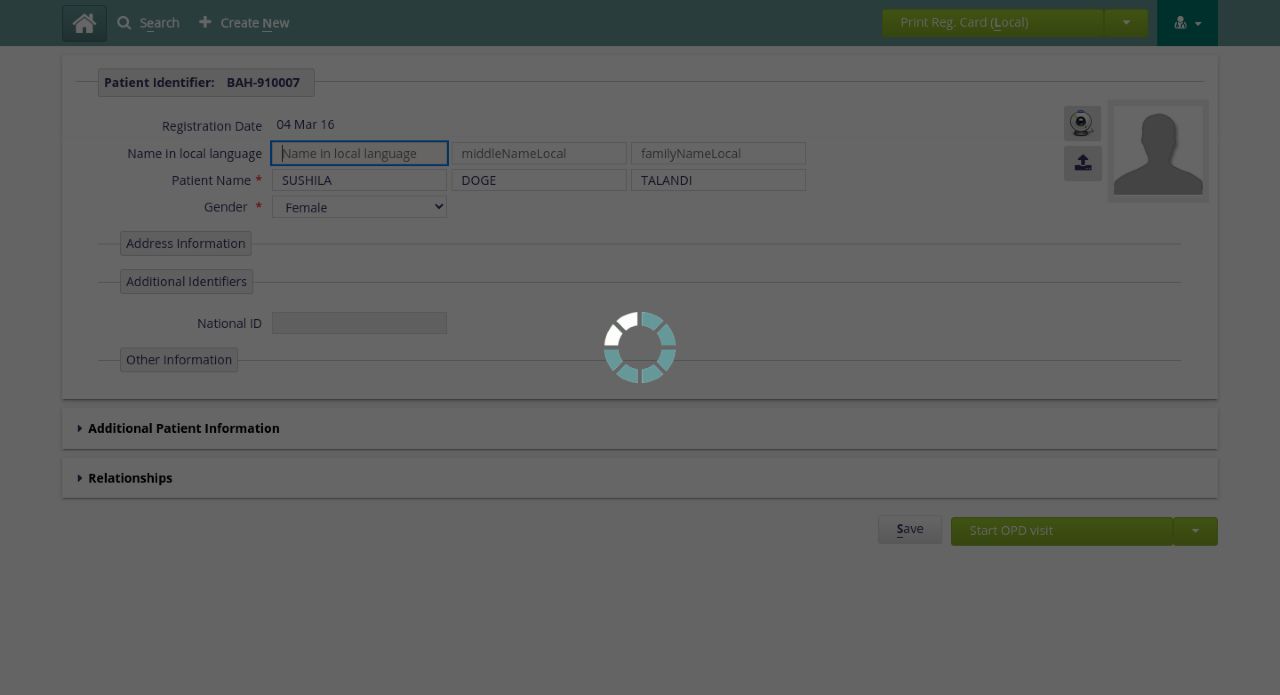 Search Create New Print Reg. Card (Local)
Patient Identifier: BAH-910007
Registration Date 04 Mar 16
Name in local language Name in local language middleNameLocal familyNameLocal
Patient Name * SUSHILA DOGE TALANDI
Gender * Female
Address Information
Additional Identifiers
National ID
Other Information
Additional Patient Information
Relationships
Save Start OPD visit